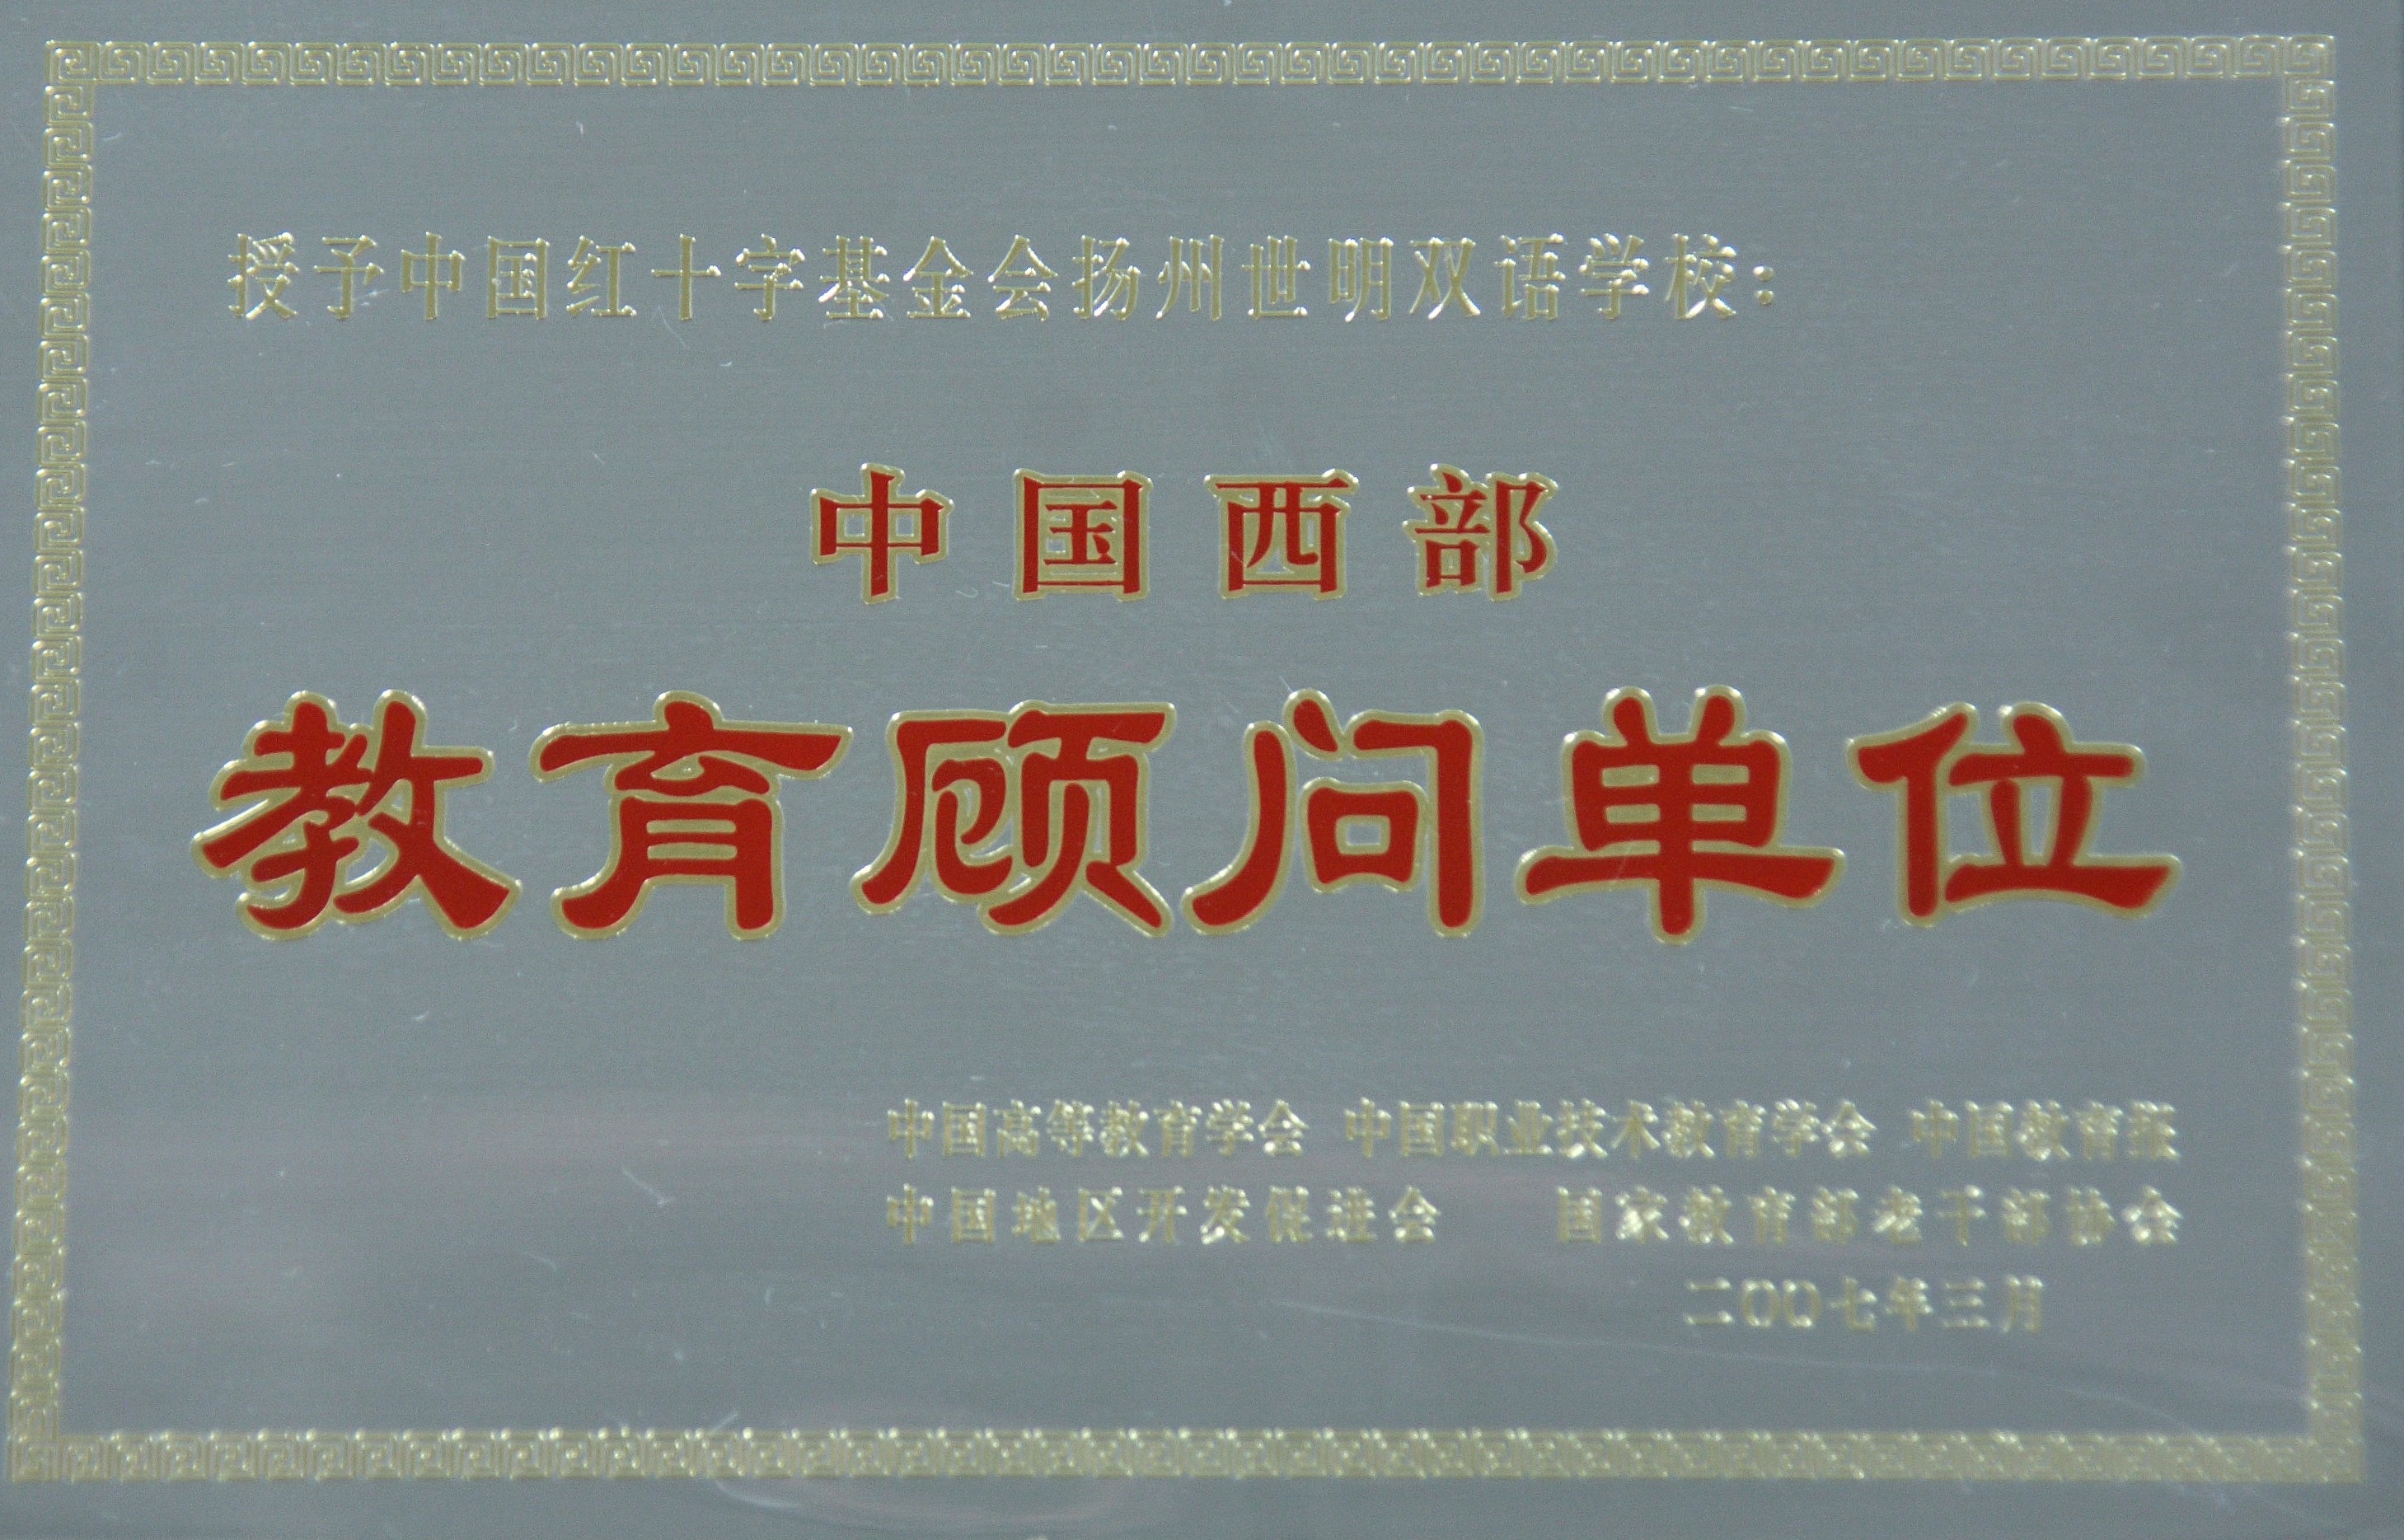 授予中国红十字基金会扬州世明双语学校：
中国西部
教育顾问单位
中国高等教育学会 中国职业技术教育学会 中国教育报
中国地区开发促进会 国家教育部老干部协会
二〇〇七年三月